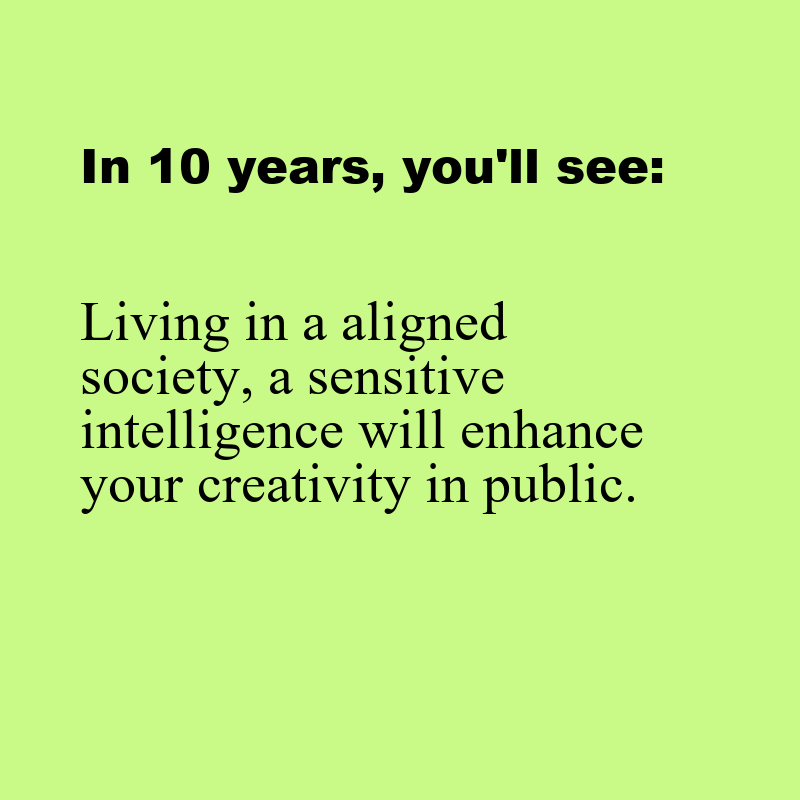 In 10 years, you'll see:
Living in a aligned
society, a sensitive
intelligence will enhance
your creativity in public.